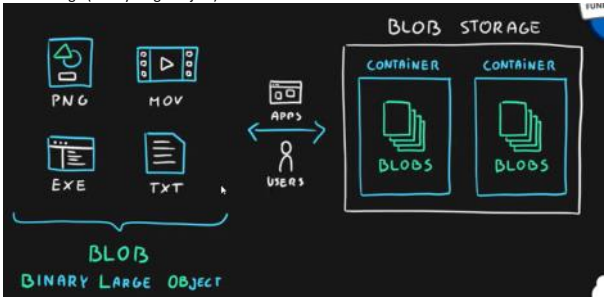 BLOB STORAGE
CONTAINER
CONTAINER
PNG
MOV
APPS
BLOBS
BLOBS
EXE
TXT
USERS
BLOB
BINARY LARGE OBJECT